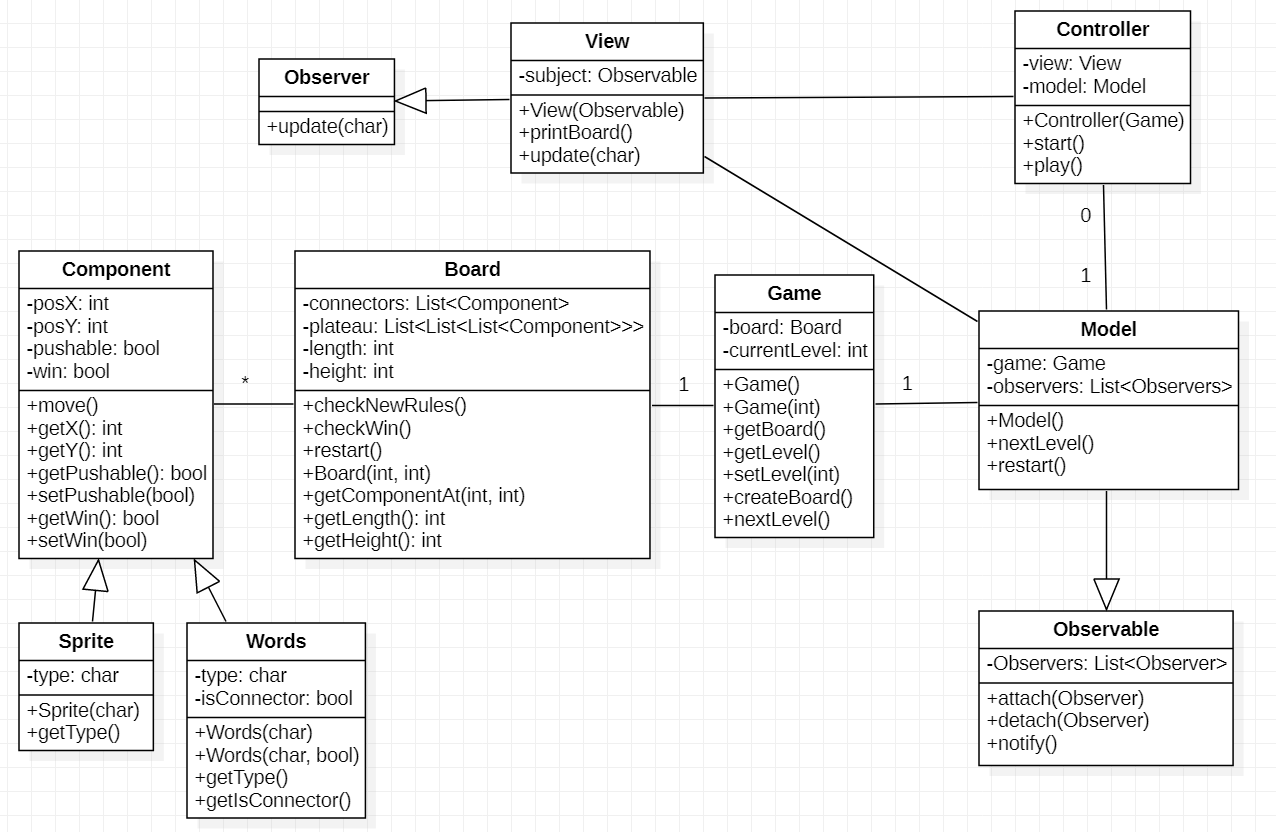 Observer
+update(char)
View
-subject: Observable
+View(Observable)
+printBoard()
+update(char)
Controller
-view: View
-model: Model
+Controller(Game)
+start()
+play()
0
1
Component
-posX: int
-posY: int
-pushable: bool
-win: bool
+move()
+getX(): int
+getY(): int
+getPushable(): bool
+setPushable(bool)
+getWin(): bool
+setWin(bool)
*
Board
-connectors: List<Component>
-plateau: List<List<List<Component>>>
-length: int
-height: int
+checkNewRules()
+checkWin()
+restart()
+Board(int, int)
+getComponentAt(int, int)
+getLength(): int
+getHeight(): int
1
Game
-board: Board
-currentLevel: int
+Game()
+Game(int)
+getBoard()
+getLevel()
+setLevel(int)
+createBoard()
+nextLevel()
1
Model
-game: Game
-observers: List<Observers>
+Model()
+nextLevel()
+restart()
Sprite
-type: char
+Sprite(char)
+getType()
Words
-type: char
-isConnector: bool
+Words(char)
+Words(char, bool)
+getType()
+getIsConnector()
Observable
-Observers: List<Observer>
+attach(Observer)
+detach(Observer)
+notify()